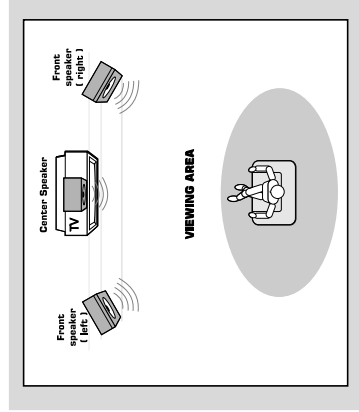 Front
speaker
( right )
Center Speaker
TV
Front
speaker
( left )
VIEWING AREA